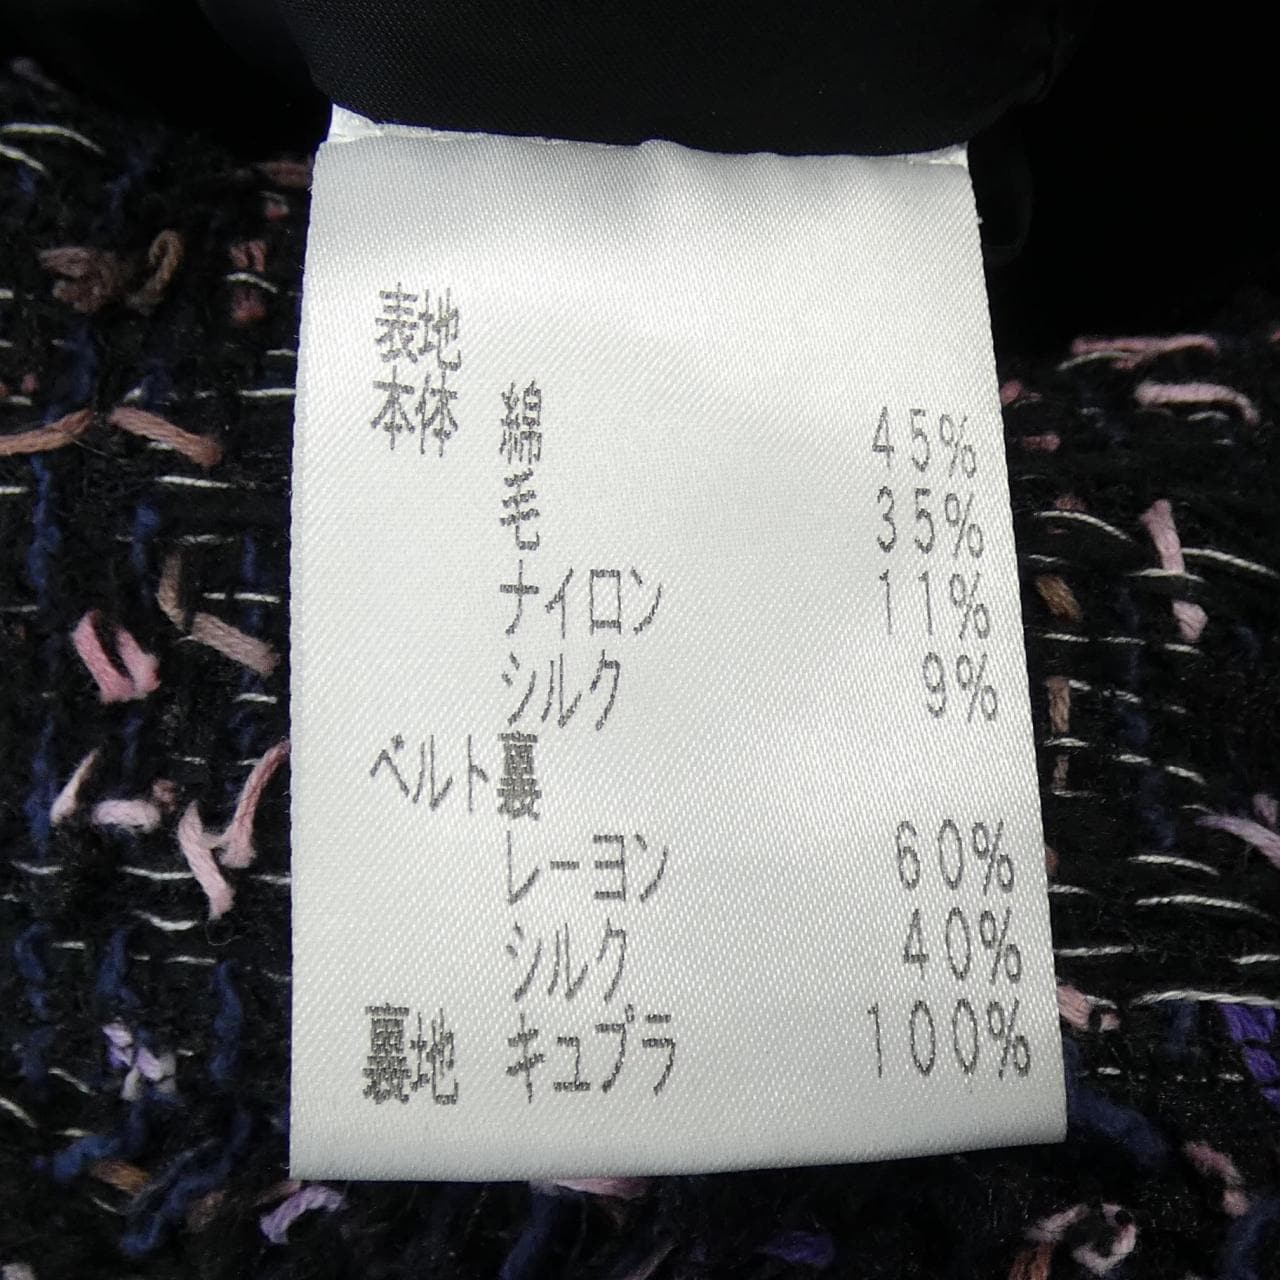 表地
本体 綿 45%
毛 35%
ナイロン 11%
シルク 9%
ベルト裏
レーヨン 60%
シルク 40%
裏地 キュプラ 100%